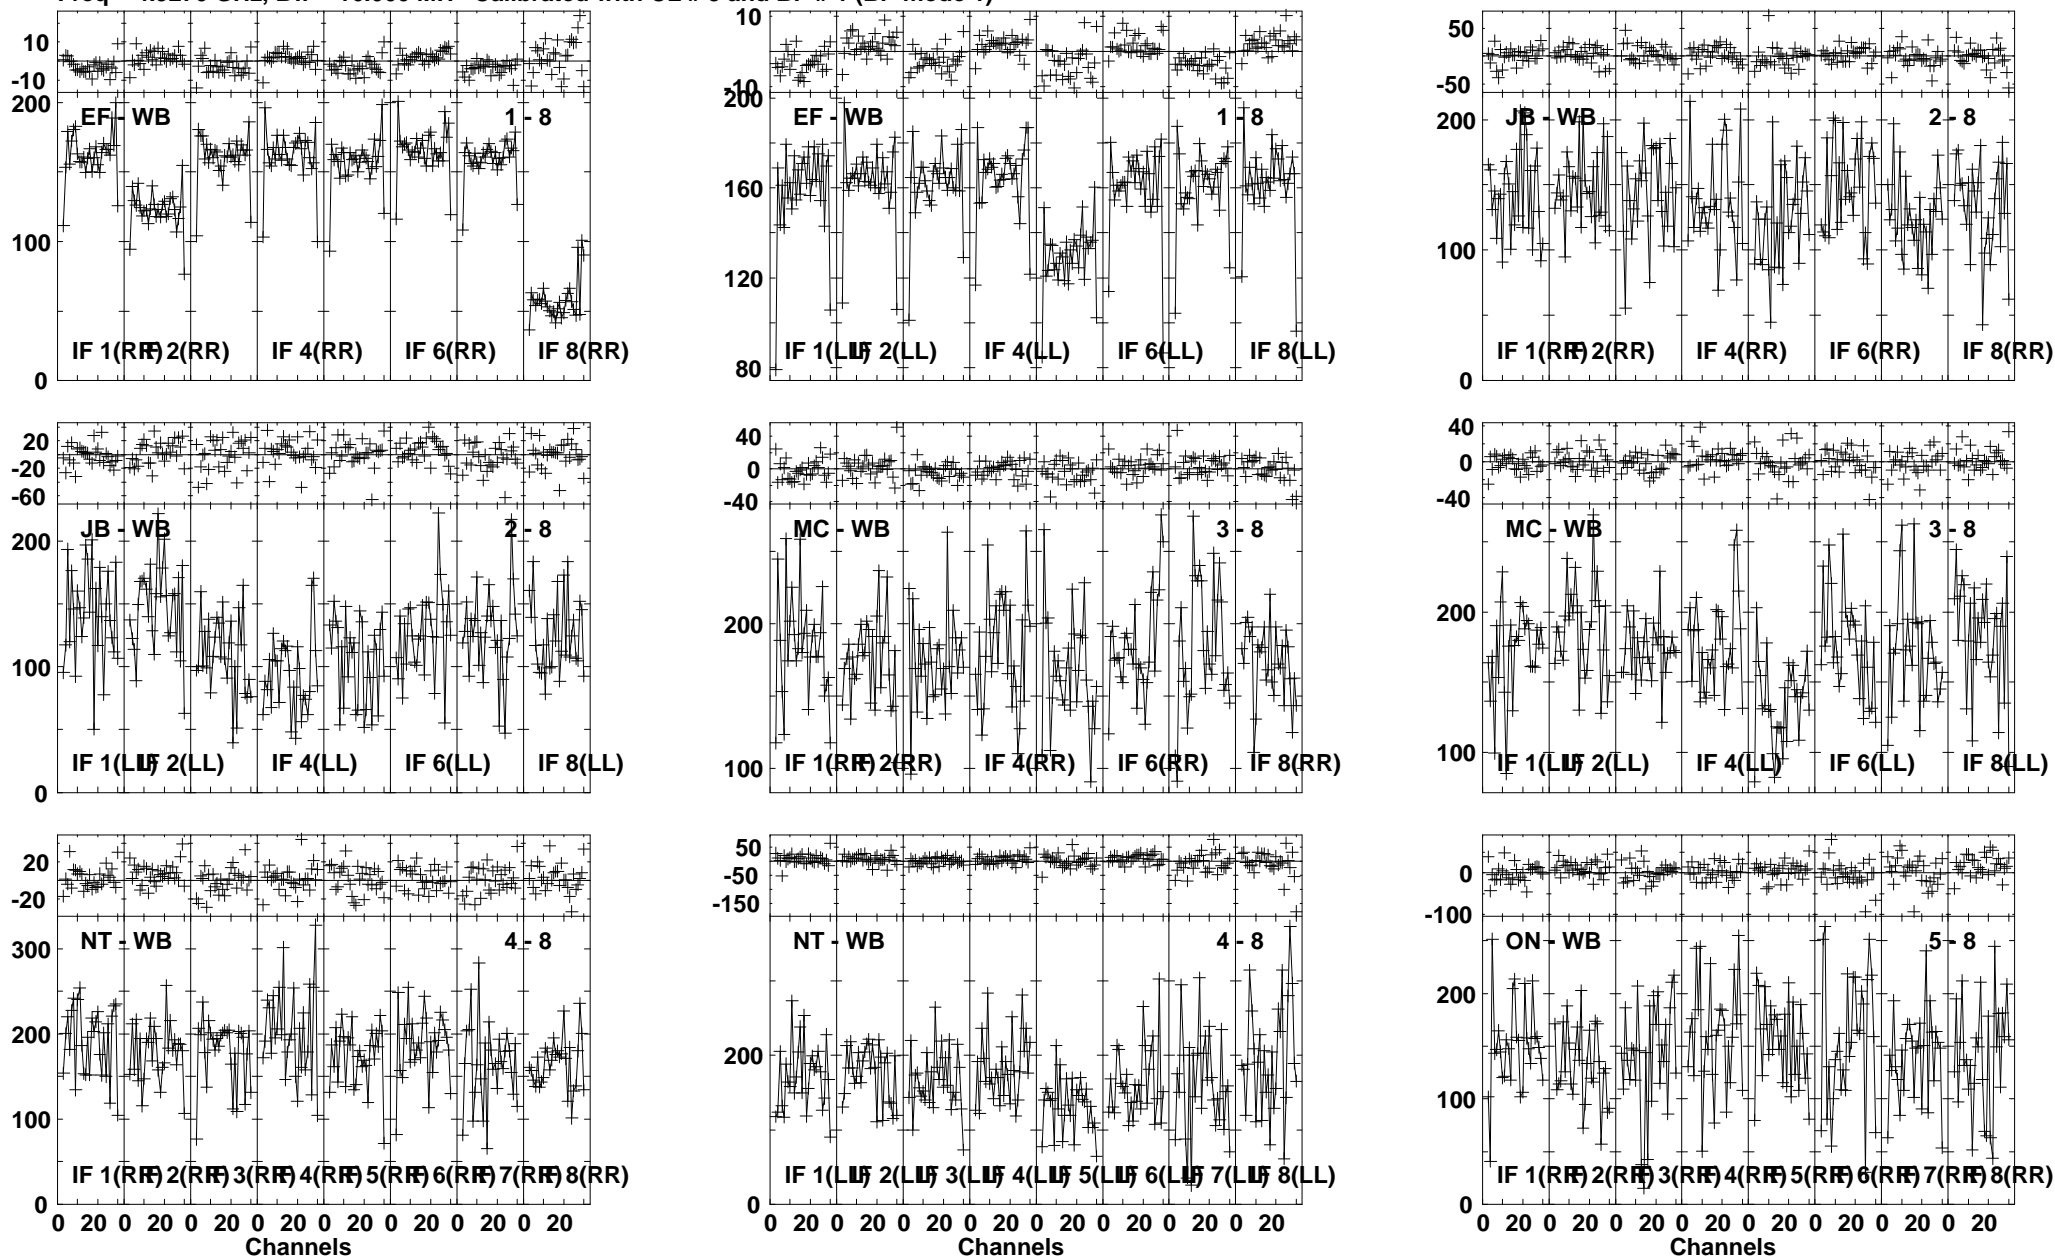 10
-10
200
100
0
EF - WB
1 - 8
IF 1(RR) IF 2(RR) IF 4(RR) IF 6(RR) IF 8(RR)
10
-10
200
160
120
80
EF - WB
1 - 8
IF 1(LL) IF 2(LL) IF 4(LL) IF 6(LL) IF 8(LL)
50
-50
200
100
0
JB - WB
2 - 8
IF 1(RR) IF 2(RR) IF 4(RR) IF 6(RR) IF 8(RR)
20
-20
-60
200
100
0
JB - WB
2 - 8
IF 1(LL) IF 2(LL) IF 4(LL) IF 6(LL) IF 8(LL)
40
0
-40
200
100
MC - WB
3 - 8
IF 1(RR) IF 2(RR) IF 4(RR) IF 6(RR) IF 8(RR)
40
0
-40
200
100
MC - WB
3 - 8
IF 1(LL) IF 2(LL) IF 4(LL) IF 6(LL) IF 8(LL)
20
-20
300
200
100
0
NT - WB
4 - 8
IF 1(RR) IF 2(RR) IF 3(RR) IF 4(RR) IF 5(RR) IF 6(RR) IF 7(RR) IF 8(RR)
0 20 0 20 0 20 0 20 0 20 0 20 0 20 0 20
Channels
50
-50
-150
200
0
NT - WB
4 - 8
IF 1(LL) IF 2(LL) IF 3(LL) IF 4(LL) IF 5(LL) IF 6(LL) IF 7(LL) IF 8(LL)
0 20 0 20 0 20 0 20 0 20 0 20 0 20 0 20
Channels
0
-100
200
100
0
ON - WB
5 - 8
IF 1(RR) IF 2(RR) IF 3(RR) IF 4(RR) IF 5(RR) IF 6(RR) IF 7(RR) IF 8(RR)
0 20 0 20 0 20 0 20 0 20 0 20 0 20 0 20
Channels